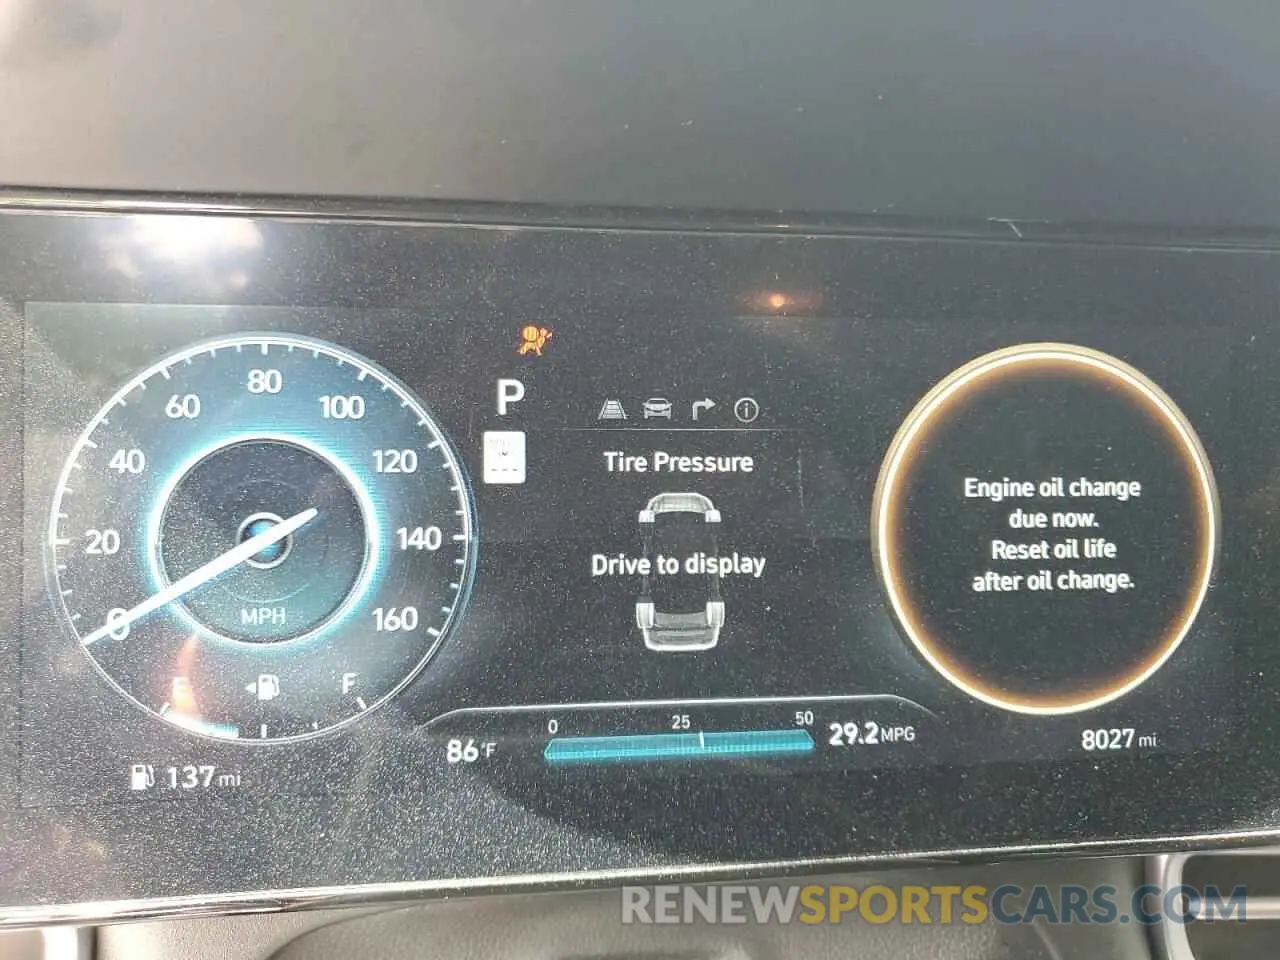 80
60
100
40
120
20
140
0
160
MPH
E
F
137 mi
P
Tire Pressure
Drive to display
0
25
50
86°F
29.2 MPG
Engine oil change
due now.
Reset oil life
after oil change.
8027 mi
RENEWSPORTSCARS.COM